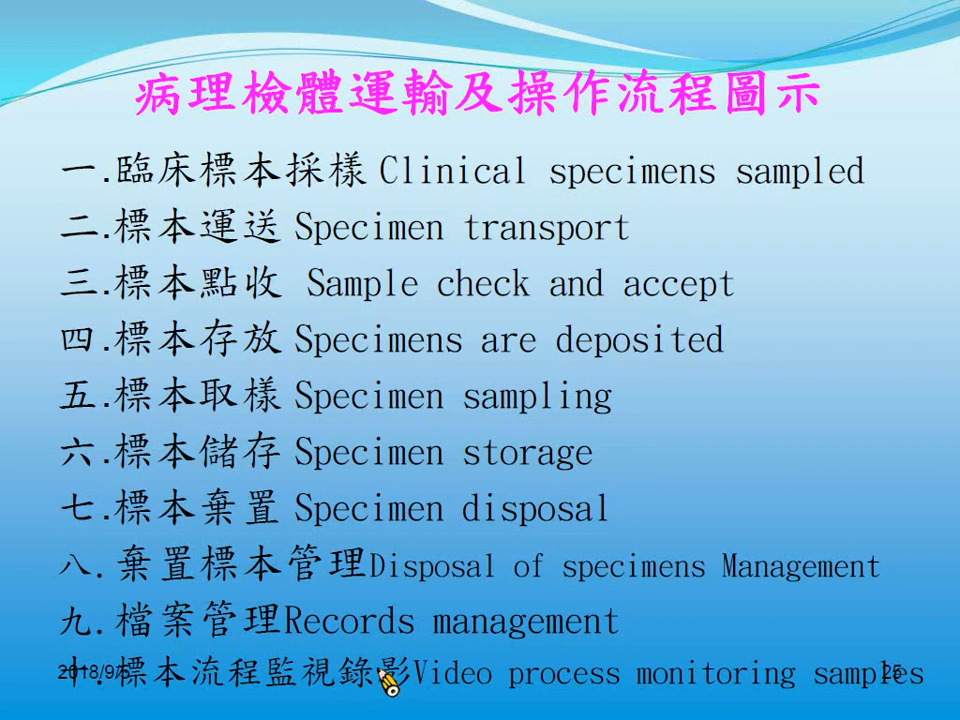 病理檢體運輸及操作流程圖示
一.臨床標本採樣 Clinical specimens sampled
二.標本運送 Specimen transport
三.標本點收 Sample check and accept
四.標本存放 Specimens are deposited
五.標本取樣 Specimen sampling
六.標本儲存 Specimen storage
七.標本棄置 Specimen disposal
八.棄置標本管理Disposal of specimens Management
九.檔案管理Records management
十.標本流程監視錄影Video process monitoring samples
2018/9/5
25